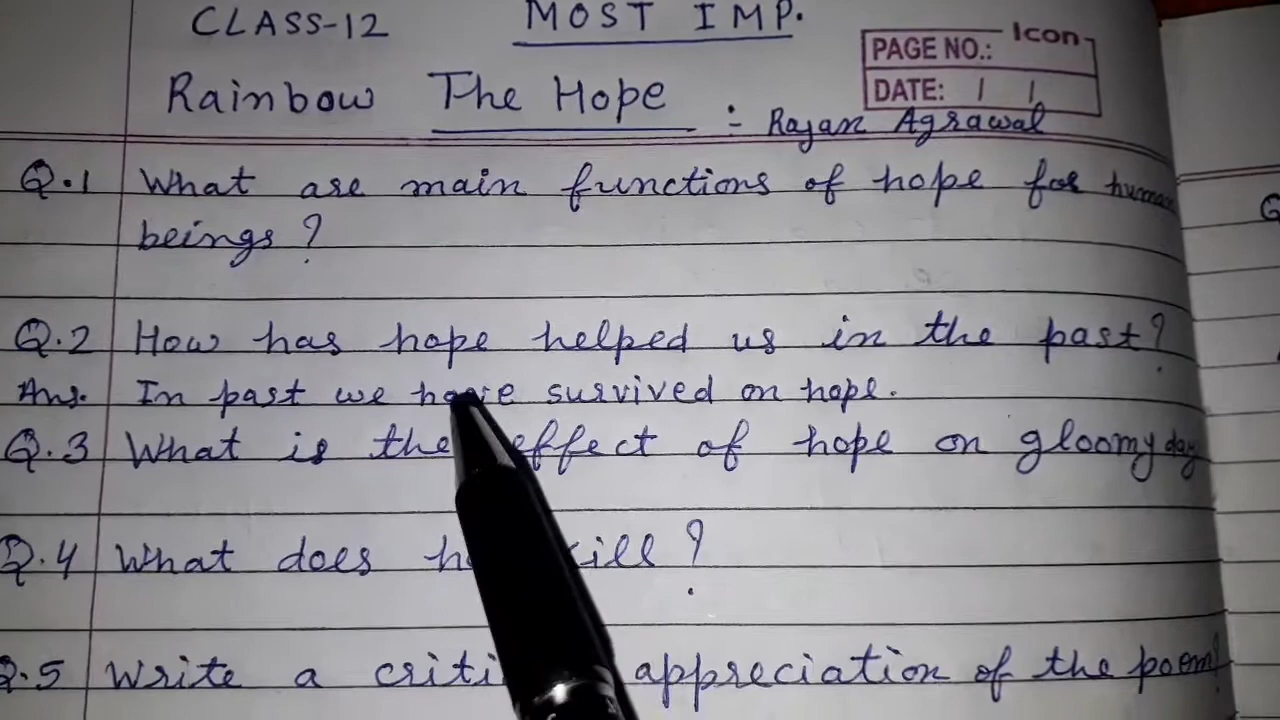 CLASS-12 MOST IMP.
PAGE NO.: Icon
DATE: / /
Rainbow The Hope :- Rajan Agrawal
Q.1 What are main functions of hope for human
beings?
Q.2 How has hope helped us in the past?
Ans. In past we have survived on hope.
Q.3 What is the effect of hope on gloomy day
Q.4 What does kill?
Q.5 Write a appreciation of the poem?